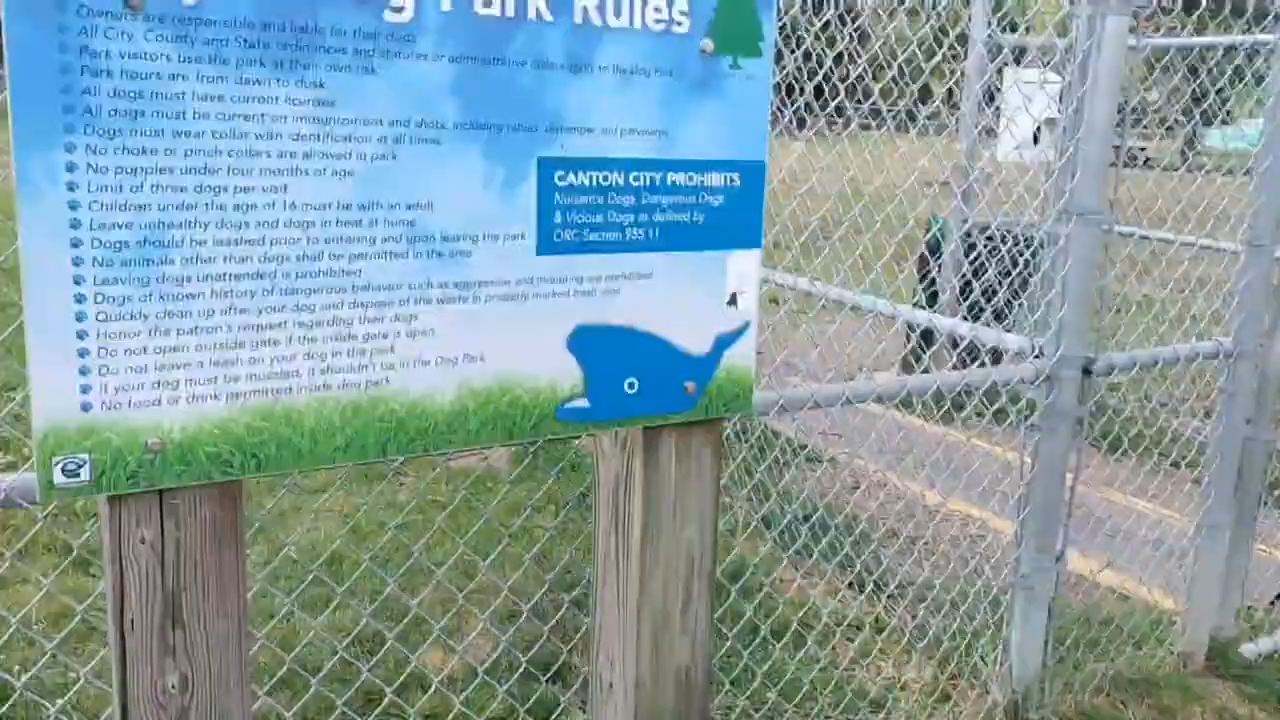 g Park Rules
Owners are responsible and liable for their dogs
All City, County and State ordinances and statutes or administrative
Park visitors use the park at their own risk
Park hours are from dawn to dusk
All dogs must have current licenses
All dogs must be current on immunizations and shots, including rabies, distemper, and parvovirus
Dogs must wear collar with identification at all times
No choke or pinch collars are allowed in park
No puppies under four months of age
Limit of three dogs per visit
Children under the age of 16 must be with an adult
Leave unhealthy dogs and dogs in heat at home
Dogs should be leashed prior to entering and upon leaving the park
No animals other than dogs shall be permitted in the area
Leaving dogs unattended is prohibited
Dogs of known history of dangerous behavior such as aggression and mounting are prohibited
Quickly clean up after your dog and dispose of the waste in properly marked trash
Honor the patron's request regarding their dogs
Do not open outside gate if the inside gate is open
Do not leave a leash on your dog in the park
If your dog must be muzzled, it shouldn't be in the Dog Park
No food or drink permitted inside dog park
CANTON CITY PROHIBITS
Nuisance Dogs, Dangerous Dogs
& Vicious Dogs as defined by
ORC Section 955.11